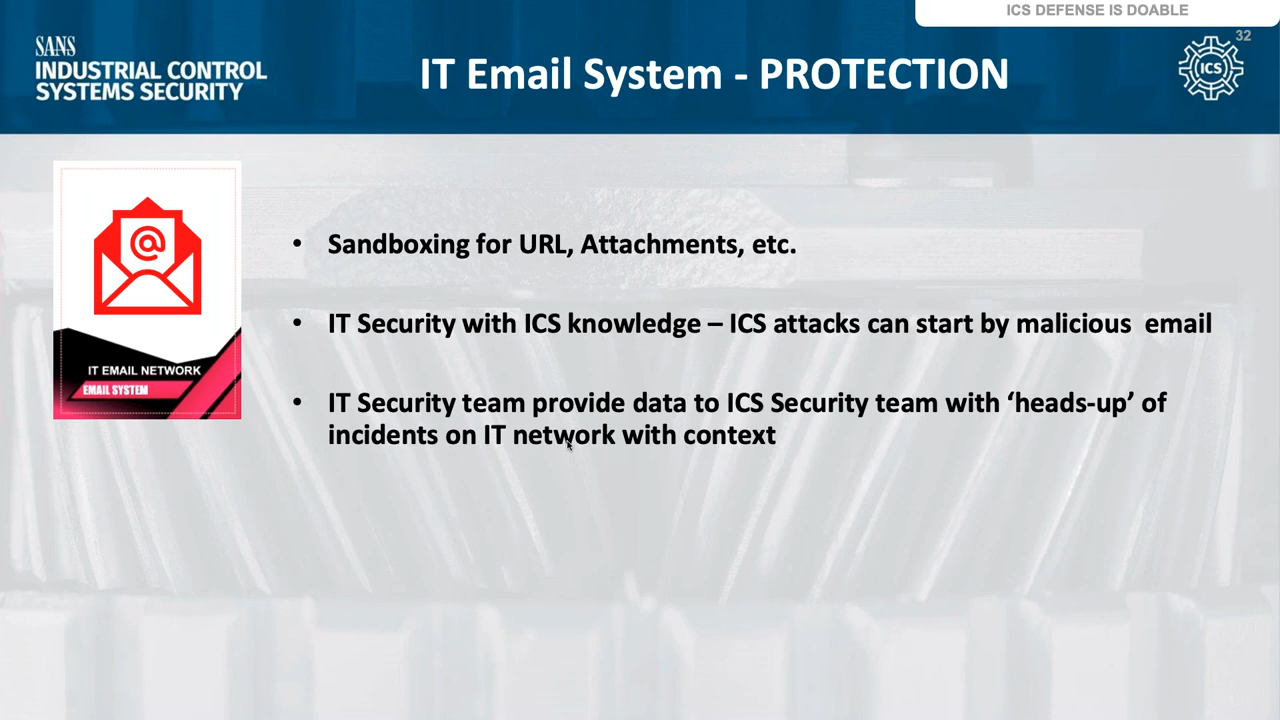 ICS DEFENSE IS DOABLE
32
SANS
INDUSTRIAL CONTROL
SYSTEMS SECURITY
IT Email System - PROTECTION
ICS
@
IT EMAIL NETWORK
EMAIL SYSTEM
• Sandboxing for URL, Attachments, etc.
• IT Security with ICS knowledge – ICS attacks can start by malicious  email
• IT Security team provide data to ICS Security team with ‘heads-up’ of
incidents on IT network with context